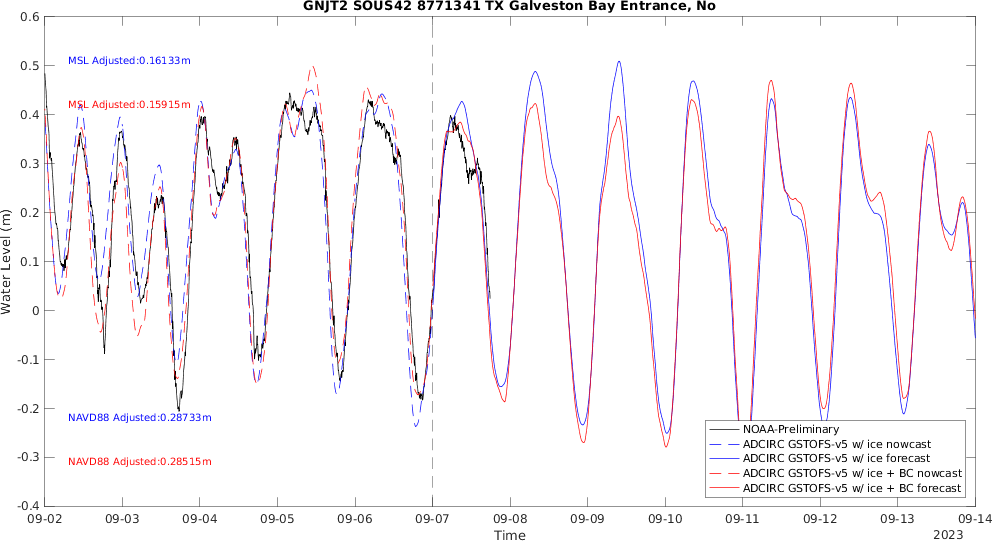 GNJT2 SOUS42 8771341 TX Galveston Bay Entrance, No
0.6
0.5
0.4
0.3
0.2
0.1
0
-0.1
-0.2
-0.3
-0.4
Water Level (m)
MSL Adjusted:0.16133m
MSL Adjusted:0.15915m
NAVD88 Adjusted:0.28733m
NAVD88 Adjusted:0.28515m
NOAA-Preliminary
ADCIRC GSTOFS-v5 w/ ice nowcast
ADCIRC GSTOFS-v5 w/ ice forecast
ADCIRC GSTOFS-v5 w/ ice + BC nowcast
ADCIRC GSTOFS-v5 w/ ice + BC forecast
09-02 09-03 09-04 09-05 09-06 09-07 09-08 09-09 09-10 09-11 09-12 09-13 09-14
Time
2023